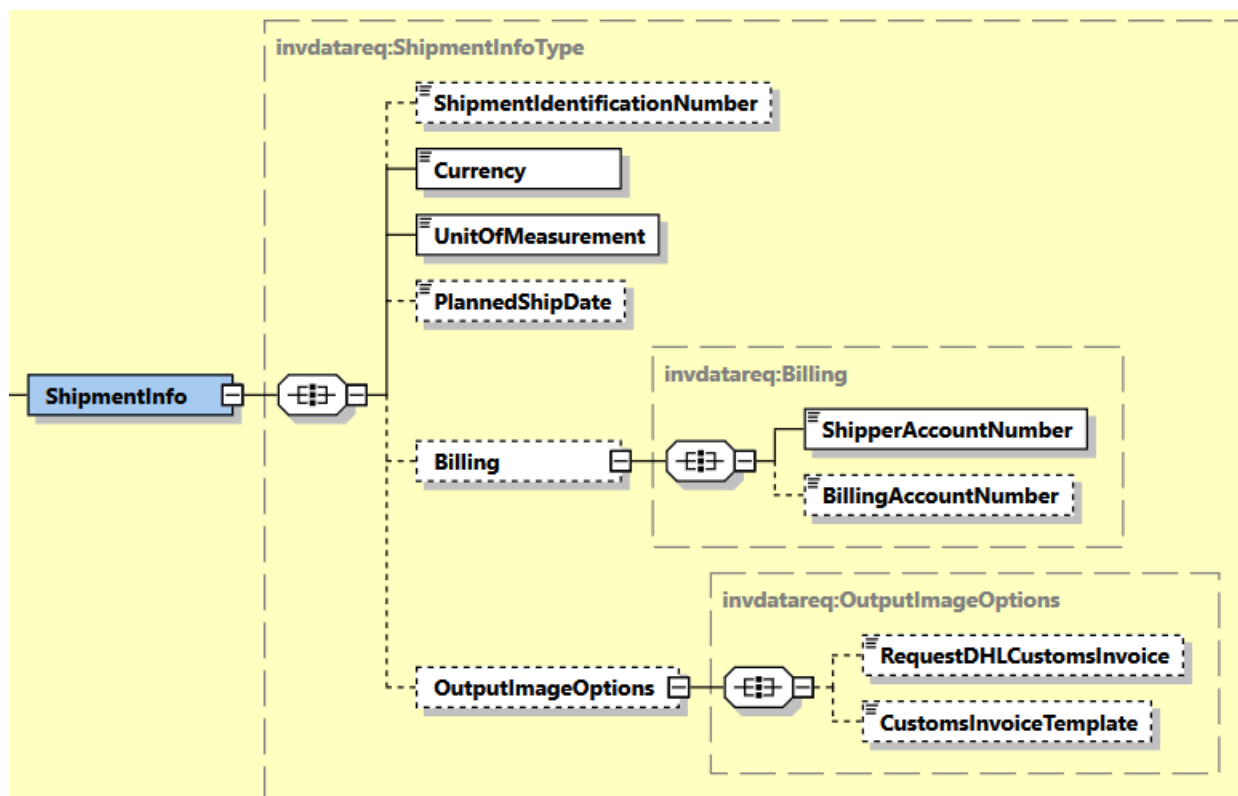 invdatareq:ShipmentInfoType
ShipmentIdentificationNumber
Currency
UnitOfMeasurement
PlannedShipDate
ShipmentInfo
invdatareq:Billing
ShipperAccountNumber
Billing
BillingAccountNumber
invdatareq:OutputImageOptions
RequestDHLCustomsInvoice
OutputImageOptions
CustomsInvoiceTemplate